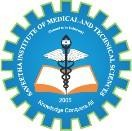 SAVEETHA INSTITUTE OF MEDICAL AND TECHNICAL SCIENCES
2005
Knowledge Conquers All